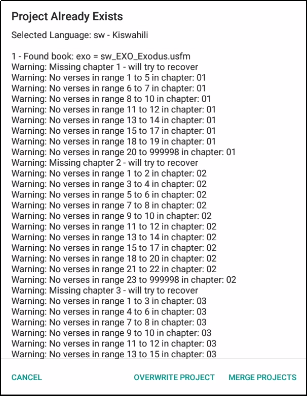 Project Already Exists
Selected Language: sw - Kiswahili
1 - Found book: exo = sw_EXO_Exodus.usfm
Warning: Missing chapter 1 - will try to recover
Warning: No verses in range 1 to 5 in chapter: 01
Warning: No verses in range 6 to 7 in chapter: 01
Warning: No verses in range 8 to 10 in chapter: 01
Warning: No verses in range 11 to 12 in chapter: 01
Warning: No verses in range 13 to 14 in chapter: 01
Warning: No verses in range 15 to 17 in chapter: 01
Warning: No verses in range 18 to 19 in chapter: 01
Warning: No verses in range 20 to 999998 in chapter: 01
Warning: Missing chapter 2 - will try to recover
Warning: No verses in range 1 to 2 in chapter: 02
Warning: No verses in range 3 to 4 in chapter: 02
Warning: No verses in range 5 to 6 in chapter: 02
Warning: No verses in range 7 to 8 in chapter: 02
Warning: No verses in range 9 to 10 in chapter: 02
Warning: No verses in range 11 to 12 in chapter: 02
Warning: No verses in range 13 to 14 in chapter: 02
Warning: No verses in range 15 to 17 in chapter: 02
Warning: No verses in range 18 to 20 in chapter: 02
Warning: No verses in range 21 to 22 in chapter: 02
Warning: No verses in range 23 to 999998 in chapter: 02
Warning: Missing chapter 3 - will try to recover
Warning: No verses in range 1 to 3 in chapter: 03
Warning: No verses in range 4 to 6 in chapter: 03
Warning: No verses in range 7 to 8 in chapter: 03
Warning: No verses in range 9 to 10 in chapter: 03
Warning: No verses in range 11 to 12 in chapter: 03
Warning: No verses in range 13 to 15 in chapter: 03
CANCEL OVERWRITE PROJECT MERGE PROJECTS